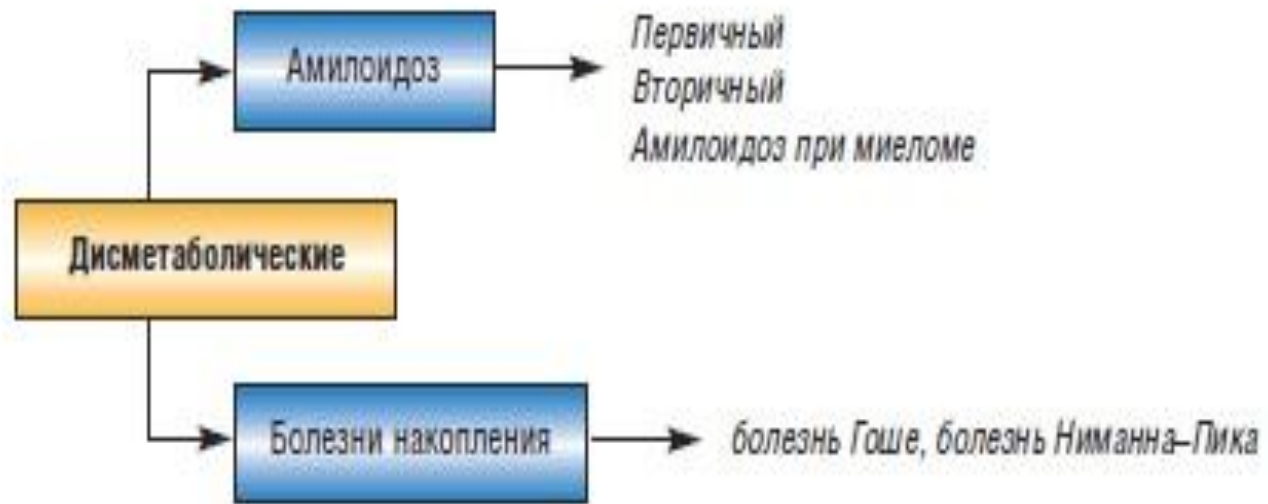 Амилоидоз
Первичный
Вторичный
Амилоидоз при миеломе
Дисметаболические
Болезни накопления
болезнь Гоше, болезнь Ниманна–Пика